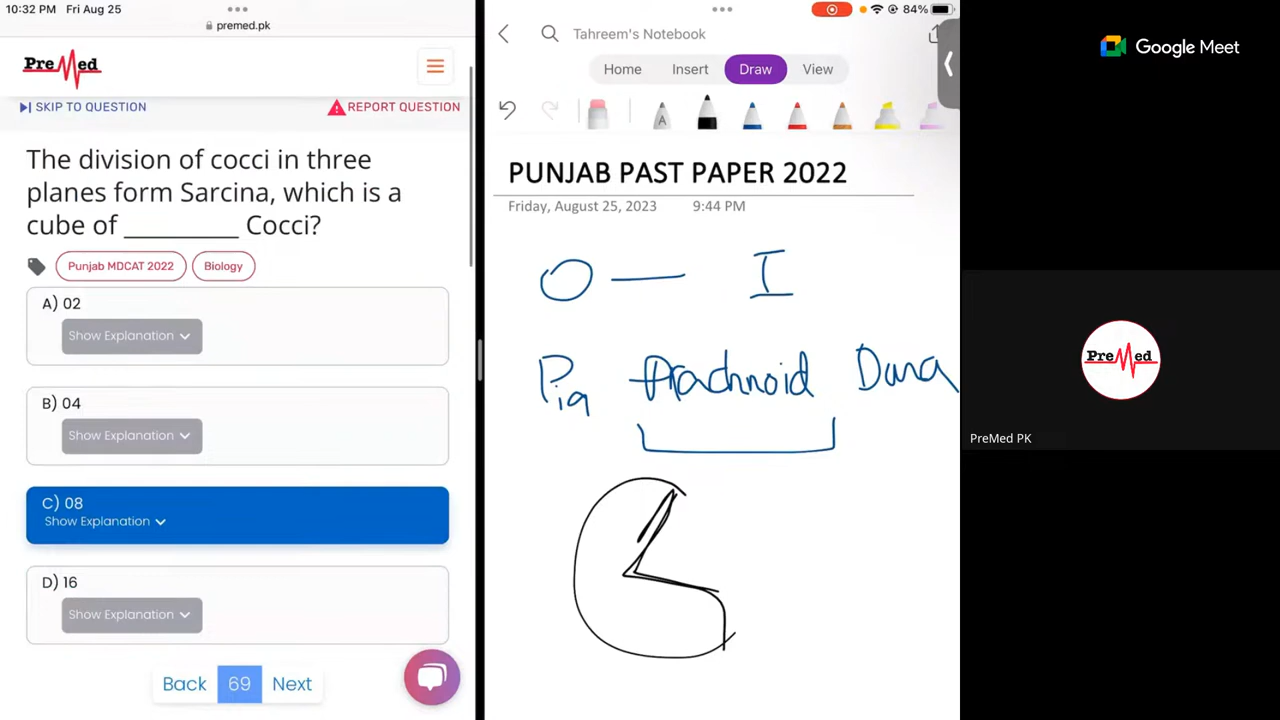 10:32 PM Fri Aug 25
premed.pk
PreMed
SKIP TO QUESTION
REPORT QUESTION
The division of cocci in three
planes form Sarcina, which is a
cube of _________ Cocci?
Punjab MDCAT 2022
Biology
A) 02
Show Explanation
B) 04
Show Explanation
C) 08
Show Explanation
D) 16
Show Explanation
Back 69 Next
84%
Tahreem's Notebook
Home Insert Draw View
A
PUNJAB PAST PAPER 2022
Friday, August 25, 2023 9:44 PM
O — I
Pia Arachnoid Dura
Google Meet
PreMed
PreMed PK